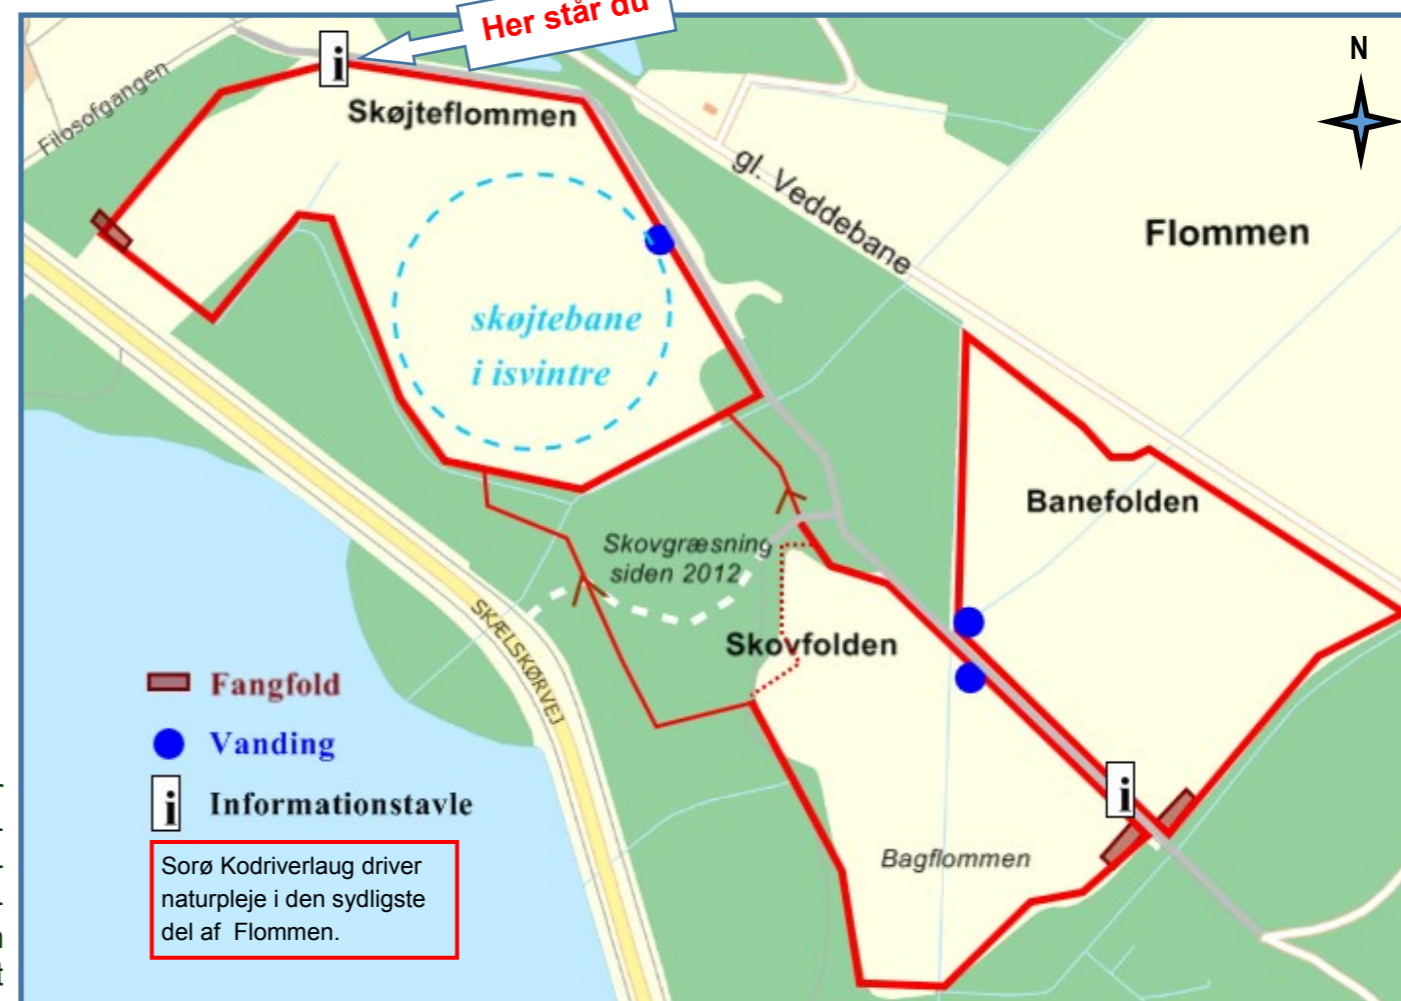 Her står du
N
Filosofgangen
Skøjteflommen
gl. Veddebane
Flommen
skøjtebane
i isvintre
Banefolden
Skovgræsning
siden 2012
SKÆLSKØRVEJ
Skovfolden
Fangfold
Vanding
i Informationstavle
Bagflommen
i
i
Sorø Kodriverlaug driver
naturpleje i den sydligste
del af Flommen.